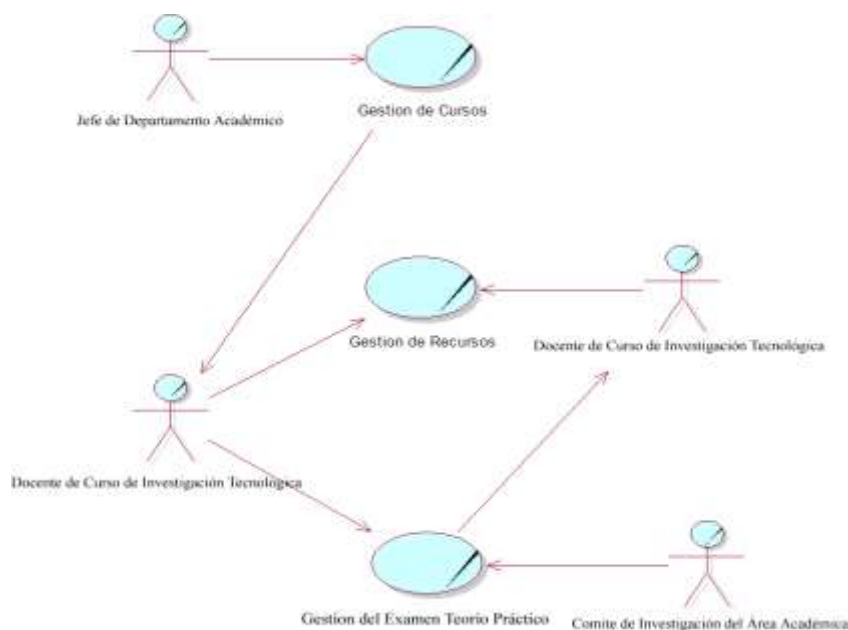 Gestion de Cursos
Jefe de Departamento Académico
Gestion de Recursos
Docente de Curso de Investigación Tecnológica
Docente de Curso de Investigación Tecnológica
Gestion del Examen Teorio Práctico
Comite de Investigación del Área Académica